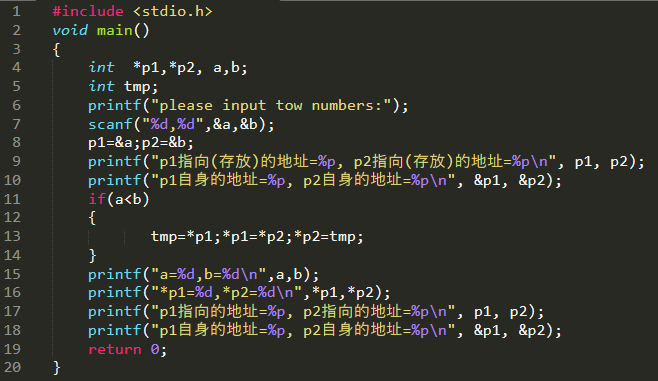 1 #include <stdio.h>
2 void main()
3 {
4 int  *p1,*p2, a,b;
5 int tmp;
6 printf("please input tow numbers:");
7 scanf("%d,%d",&a,&b);
8 p1=&a;p2=&b;
9 printf("p1指向(存放)的地址=%p, p2指向(存放)的地址=%p\n", p1, p2);
10 printf("p1自身的地址=%p, p2自身的地址=%p\n", &p1, &p2);
11 if(a<b)
12 {
13 tmp=*p1;*p1=*p2;*p2=tmp;
14 }
15 printf("a=%d,b=%d\n",a,b);
16 printf("*p1=%d,*p2=%d\n",*p1,*p2);
17 printf("p1指向的地址=%p, p2指向的地址=%p\n", p1, p2);
18 printf("p1自身的地址=%p, p2自身的地址=%p\n", &p1, &p2);
19 return 0;
20 }